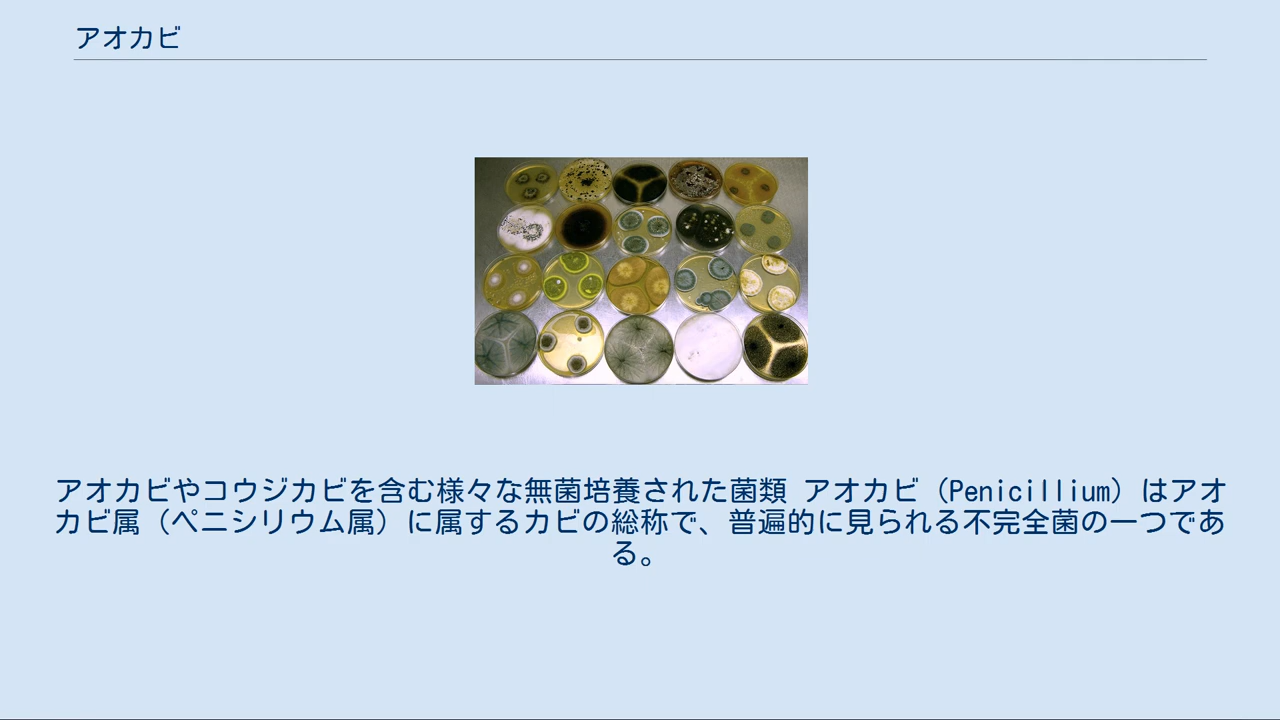 アオカビ
アオカビやコウジカビを含む様々な無菌培養された菌類 アオカビ（Penicillium）はアオ
カビ属（ペニシリウム属）に属するカビの総称で、普遍的に見られる不完全菌の一つであ
る。